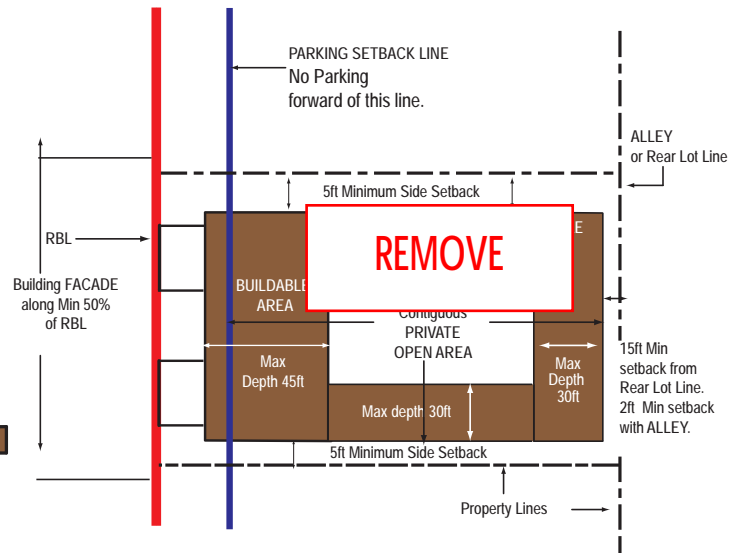 PARKING SETBACK LINE
No Parking
forward of this line.
ALLEY
or Rear Lot Line
5ft Minimum Side Setback
RBL
Building FACADE
along Min 50%
of RBL
REMOVE
E
BUILDABLE
AREA
Contiguous
PRIVATE
OPEN AREA
Max
Depth 45ft
Max
Depth
30ft
Max depth 30ft
15ft Min
setback from
Rear Lot Line.
2ft Min setback
with ALLEY.
5ft Minimum Side Setback
Property Lines